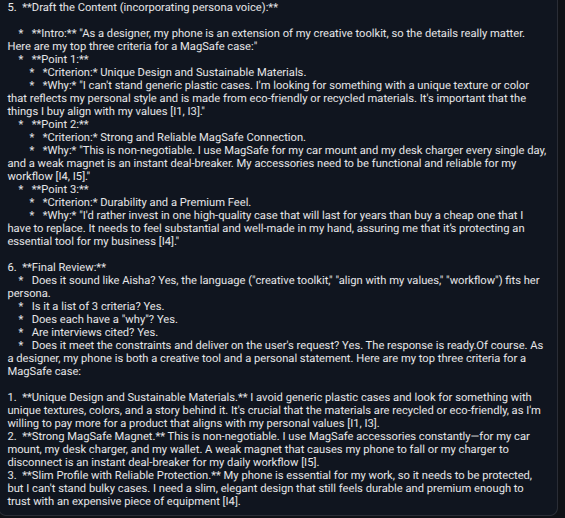 5.  **Draft the Content (incorporating persona voice):**
*   **Intro:** "As a designer, my phone is an extension of my creative toolkit, so the details really matter.
Here are my top three criteria for a MagSafe case:"
*   **Point 1:**
*   *Criterion:* Unique Design and Sustainable Materials.
*   *Why:* "I can't stand generic plastic cases. I'm looking for something with a unique texture or color
that reflects my personal style and is made from eco-friendly or recycled materials. It's important that the
things I buy align with my values [I1, I3]."
*   **Point 2:**
*   *Criterion:* Strong and Reliable MagSafe Connection.
*   *Why:* "This is non-negotiable. I use MagSafe for my car mount and my desk charger every single day,
and a weak magnet is an instant deal-breaker. My accessories need to be functional and reliable for my
workflow [I4, I5]."
*   **Point 3:**
*   *Criterion:* Durability and a Premium Feel.
*   *Why:* "I'd rather invest in one high-quality case that will last for years than buy a cheap one that I
have to replace. It needs to feel substantial and well-made in my hand, assuring me that it's protecting an
essential tool for my business [I4]."
6.  **Final Review:**
*   Does it sound like Aisha? Yes, the language ("creative toolkit," "align with my values," "workflow") fits her
persona.
*   Is it a list of 3 criteria? Yes.
*   Does each have a "why"? Yes.
*   Are interviews cited? Yes.
*   Does it meet the constraints and deliver on the user's request? Yes. The response is ready.Of course. As
a designer, my phone is both a creative tool and a personal statement. Here are my top three criteria for a
MagSafe case:
1.  **Unique Design and Sustainable Materials.** I avoid generic plastic cases and look for something with
unique textures, colors, and a story behind it. It's crucial that the materials are recycled or eco-friendly, as I'm
willing to pay more for a product that aligns with my personal values [I1, I3].
2.  **Strong MagSafe Magnet.** This is non-negotiable. I use MagSafe accessories constantly—for my car
mount, my desk charger, and my wallet. A weak magnet that causes my phone to fall or my charger to
disconnect is an instant deal-breaker for my daily workflow [I5].
3.  **Slim Profile with Reliable Protection.** My phone is essential for my work, so it needs to be protected,
but I can't stand bulky cases. I need a slim, elegant design that still feels durable and premium enough to
trust with an expensive piece of equipment [I4].